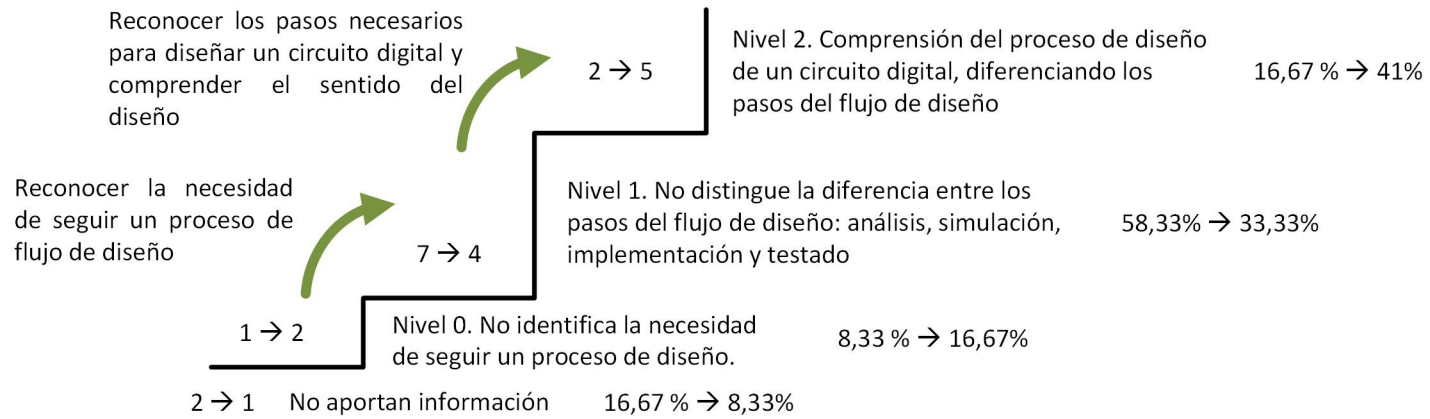 Reconocer los pasos necesarios
para diseñar un circuito digital y
comprender el sentido del
diseño
2 → 5
Nivel 2. Comprensión del proceso de diseño
de un circuito digital, diferenciando los
pasos del flujo de diseño
16,67 % → 41%
Reconocer la necesidad
de seguir un proceso de
flujo de diseño
7 → 4
Nivel 1. No distingue la diferencia entre los
pasos del flujo de diseño: análisis, simulación,
implementación y testado
58,33% → 33,33%
1 → 2
Nivel 0. No identifica la necesidad
de seguir un proceso de diseño.
8,33 % → 16,67%
2 → 1 No aportan información 16,67 % → 8,33%